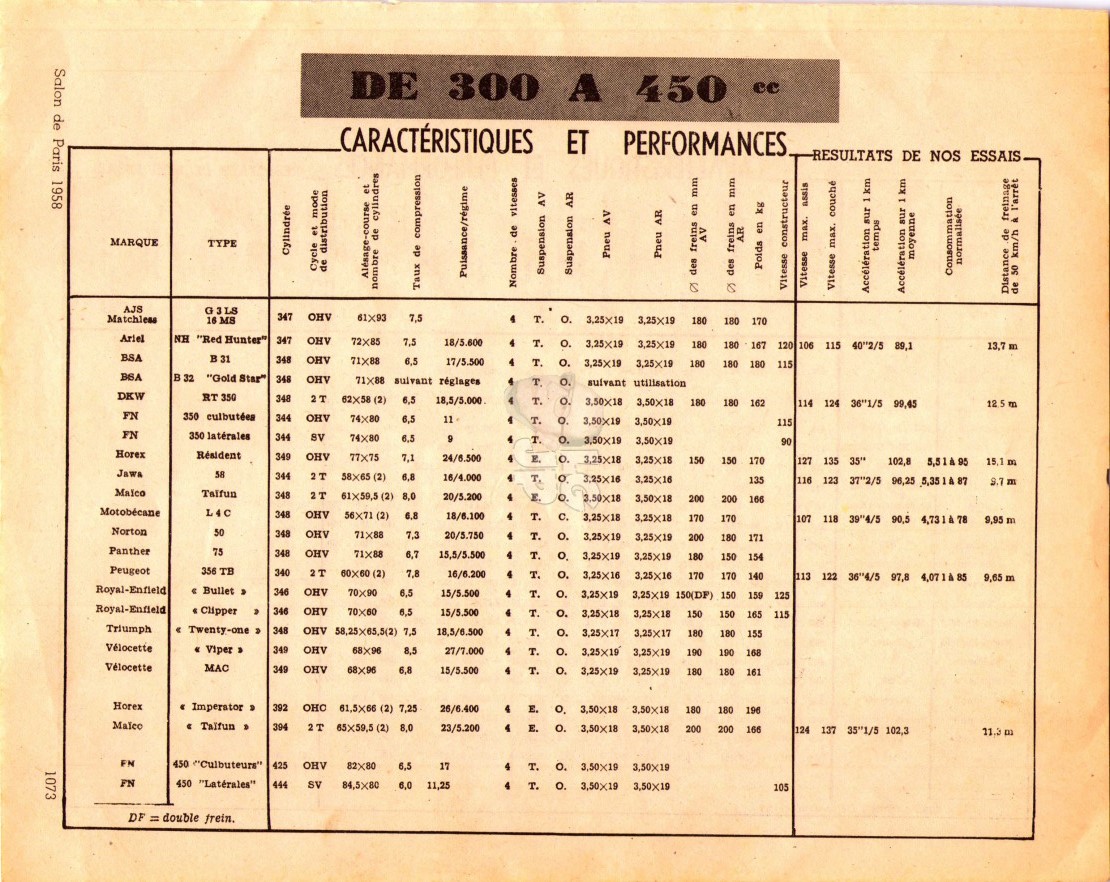 DE 300 A 450 cc
CARACTÉRISTIQUES ET PERFORMANCES
RESULTATS DE NOS ESSAIS
Salon de Paris 1958
MARQUE TYPE Cylindrée Cycle et mode de distribution Alésage-course et nombre de cylindres Taux de compression Puissance/régime Nombre de vitesses Suspension AV Suspension AR Pneu AV Pneu AR ∅ des freins en mm AV ∅ des freins en mm AR Poids en kg Vitesse constructeur Vitesse max. assis Vitesse max. couché Accélération sur 1 km temps Accélération sur 1 km moyenne Consommation normalisée Distance de freinage de 50 km/h à l'arrêt
AJS Matchless G 3 LS 16 MS 347 OHV 61×93 7,5 4 T. O. 3,25×19 3,25×19 180 180 170
Ariel NH "Red Hunter" 347 OHV 72×85 7,5 18/5.600 4 T. O. 3,25×19 3,25×19 180 180 167 120 106 115 40"2/5 89,1 13,7 m
BSA B 31 348 OHV 71×88 6,5 17/5.500 4 T. O. 3,25×19 3,25×19 180 180 180 115
BSA B 32 "Gold Star" 348 OHV 71×88 suivant réglages 4 T. O. suivant utilisation
DKW RT 350 348 2 T 62×58 (2) 6,5 18,5/5.000 4 T. O. 3,50×18 3,50×18 180 180 162 114 124 36"1/5 99,45 12,5 m
FN 350 culbutées 344 OHV 74×80 6,5 11 4 T. O. 3,50×19 3,50×19 115
FN 350 latérales 344 SV 74×80 6,5 9 4 T. O. 3,50×19 3,50×19 90
Horex Résident 349 OHV 77×75 7,1 24/6.500 4 E. O. 3,25×18 3,25×18 150 150 170 127 135 35" 102,8 5,5 l à 95 15,1 m
Jawa 58 344 2 T 58×65 (2) 6,8 16/4.000 4 T. O. 3,25×16 3,25×16 135 116 123 37"2/5 96,25 5,35 l à 87 9,7 m
Maïco Taïfun 348 2 T 61×59,5 (2) 8,0 20/5.200 4 E. O. 3,50×18 3,50×18 200 200 166
Motobécane L 4 C 348 OHV 56×71 (2) 6,8 18/6.100 4 T. C. 3,25×18 3,25×18 170 170 107 118 39"4/5 90,5 4,73 l à 78 9,95 m
Norton 50 348 OHV 71×88 7,3 20/5.750 4 T. O. 3,25×19 3,25×19 200 180 171
Panther 75 348 OHV 71×88 6,7 15,5/5.500 4 T. O. 3,25×19 3,25×19 180 150 154
Peugeot 356 TB 340 2 T 60×60 (2) 7,8 16/6.200 4 T. O. 3,25×16 3,25×16 170 170 140 113 122 36"4/5 97,8 4,07 l à 85 9,65 m
Royal-Enfield « Bullet » 346 OHV 70×90 6,5 15/5.500 4 T. O. 3,25×19 3,25×19 150(DF) 150 159 125
Royal-Enfield « Clipper » 346 OHV 70×60 6,5 15/5.500 4 T. O. 3,25×18 3,25×18 150 150 165 115
Triumph « Twenty-one » 348 OHV 58,25×65,5(2) 7,5 18,5/6.500 4 T. O. 3,25×17 3,25×17 180 180 155
Vélocette « Viper » 349 OHV 68×96 8,5 27/7.000 4 T. O. 3,25×19 3,25×19 190 190 168
Vélocette MAC 349 OHV 68×96 6,8 15/5.500 4 T. O. 3,25×19 3,25×19 180 180 161
Horex « Imperator » 392 OHC 61,5×66 (2) 7,25 26/6.400 4 E. O. 3,50×18 3,50×18 180 180 196
Maïco « Taïfun » 394 2 T 65×59,5 (2) 8,0 23/5.200 4 E. O. 3,50×18 3,50×18 200 200 166 124 137 35"1/5 102,3 11,3 m
FN 450 "Culbuteurs" 425 OHV 82×80 6,5 17 4 T. O. 3,50×19 3,50×19
FN 450 "Latérales" 444 SV 84,5×80 6,0 11,25 4 T. O. 3,50×19 3,50×19 105
DF = double frein.
1073